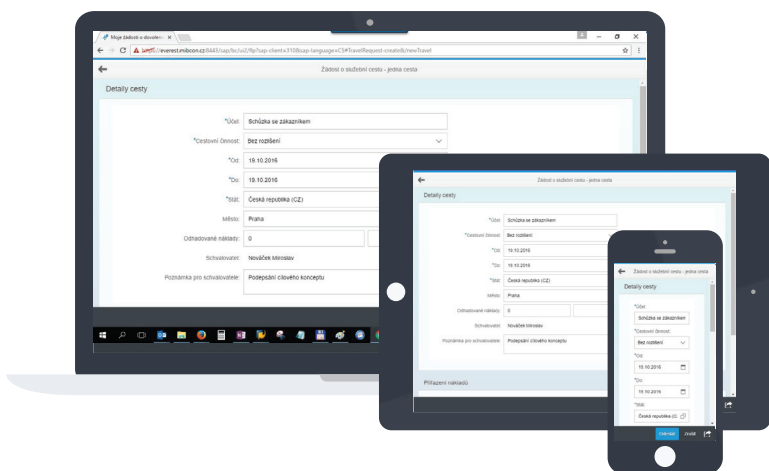 Moje žádosti o dovolen
https://everest.mibcon.cz:8443/sap/bc/ui2/flp?sap-client=310&sap-language=CS#TravelRequest-create&/newTravel
Žádost o služební cestu - jedna cesta
Detaily cesty
*Účel: Schůzka se zákazníkem
*Cestovní činnost: Bez rozlišení
*Od: 19.10.2016
*Do: 19.10.2016
*Stát: Česká republika (CZ)
Město: Praha
Odhadované náklady: 0
Schvalovatel: Nováček Miroslav
Poznámka pro schvalovatele: Podepsání cílového konceptu
Žádost o služební cestu - jedna cesta
Detaily cesty
*Účel: Schůzka se zákazníkem
*Cestovní činnost: Bez rozlišení
*Od: 19.10.2016
*Do: 19.10.2016
*Stát: Česká republika (CZ)
Město: Praha
Odhadované náklady: 0
Schvalovatel: Nováček Miroslav
Poznámka pro schvalovatele: Podepsání cílového konceptu
Přiřazení nákladů
Žádost o služební cestu - jedna cesta
Detaily cesty
*Účel:
Schůzka se zákazníkem
*Cestovní činnost:
Bez rozlišení
*Od:
19.10.2016
*Do:
19.10.2016
*Stát:
Česká republika (C
Zrušit